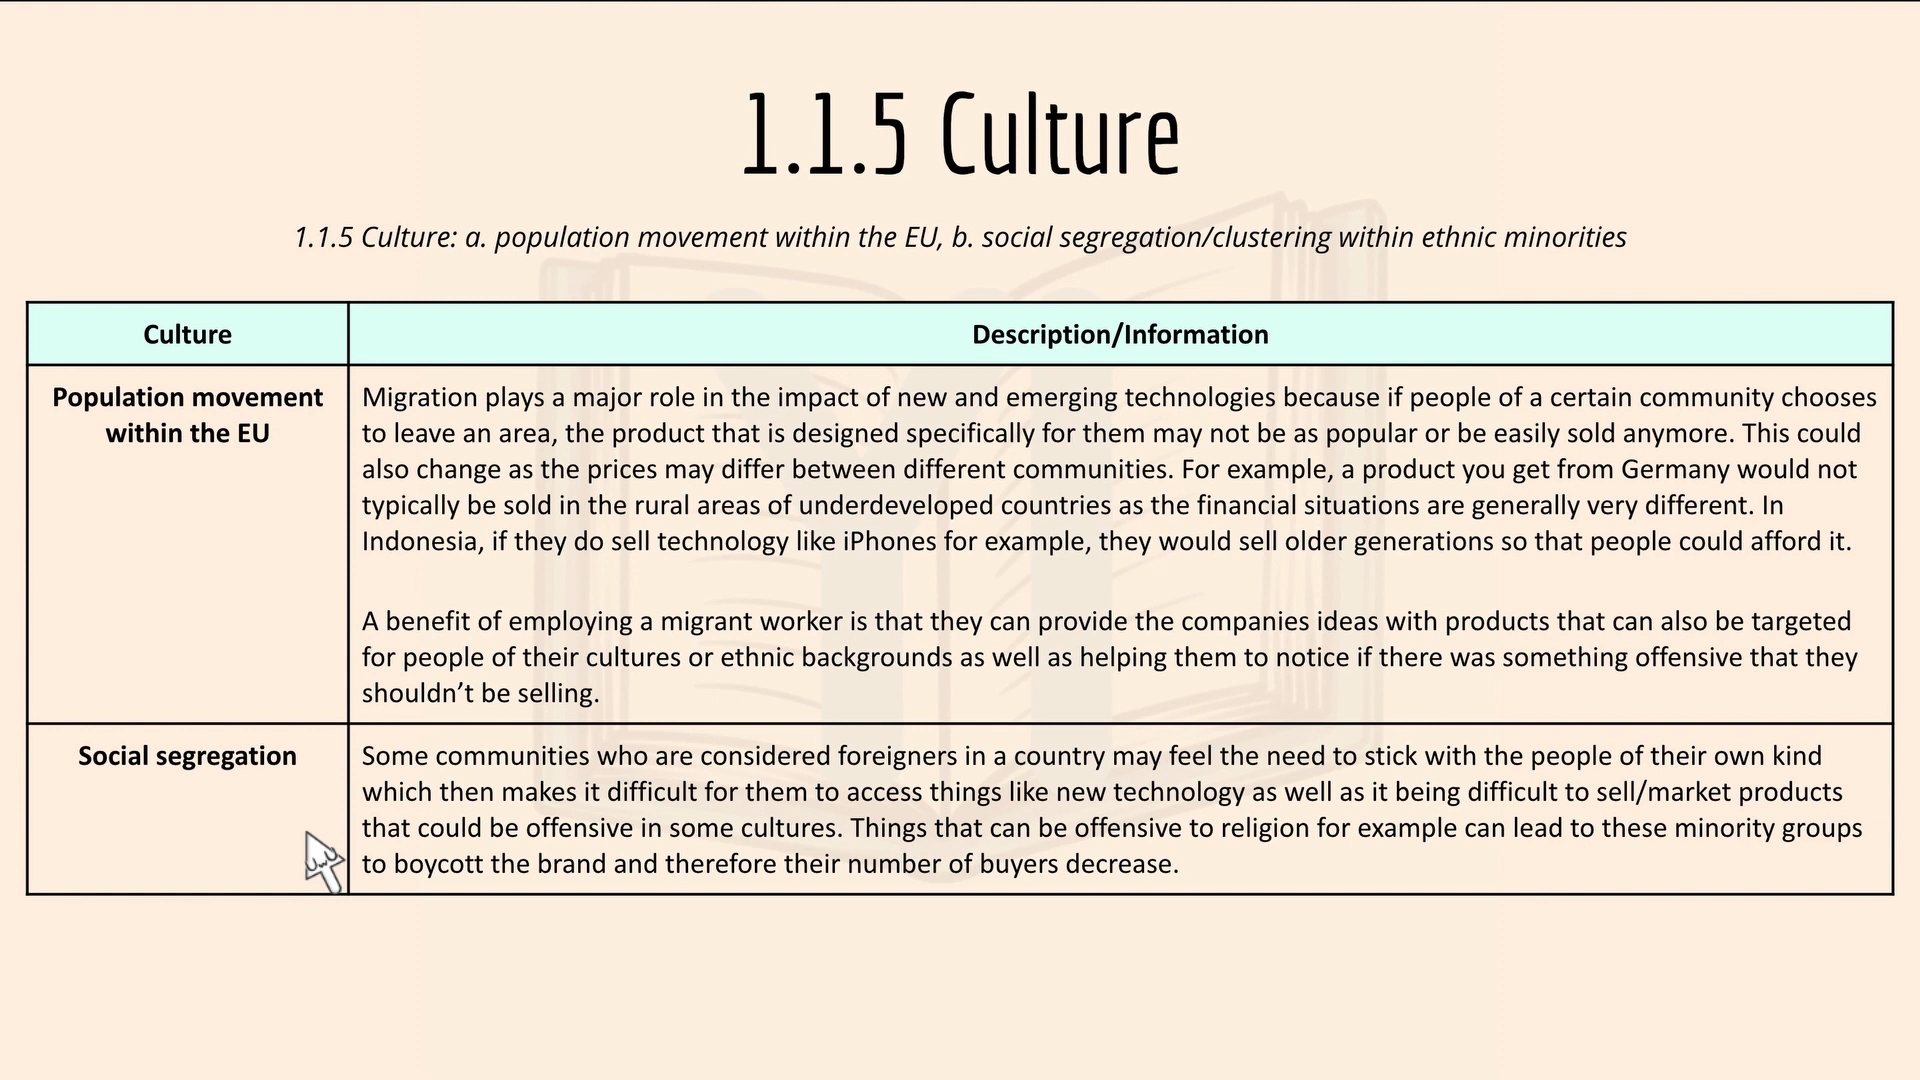 1.1.5 Culture
1.1.5 Culture: a. population movement within the EU, b. social segregation/clustering within ethnic minorities
Culture
Description/Information
Population movement
within the EU
Migration plays a major role in the impact of new and emerging technologies because if people of a certain community chooses
to leave an area, the product that is designed specifically for them may not be as popular or be easily sold anymore. This could
also change as the prices may differ between different communities. For example, a product you get from Germany would not
typically be sold in the rural areas of underdeveloped countries as the financial situations are generally very different. In
Indonesia, if they do sell technology like iPhones for example, they would sell older generations so that people could afford it.
A benefit of employing a migrant worker is that they can provide the companies ideas with products that can also be targeted
for people of their cultures or ethnic backgrounds as well as helping them to notice if there was something offensive that they
shouldn’t be selling.
Social segregation
Some communities who are considered foreigners in a country may feel the need to stick with the people of their own kind
which then makes it difficult for them to access things like new technology as well as it being difficult to sell/market products
that could be offensive in some cultures. Things that can be offensive to religion for example can lead to these minority groups
to boycott the brand and therefore their number of buyers decrease.